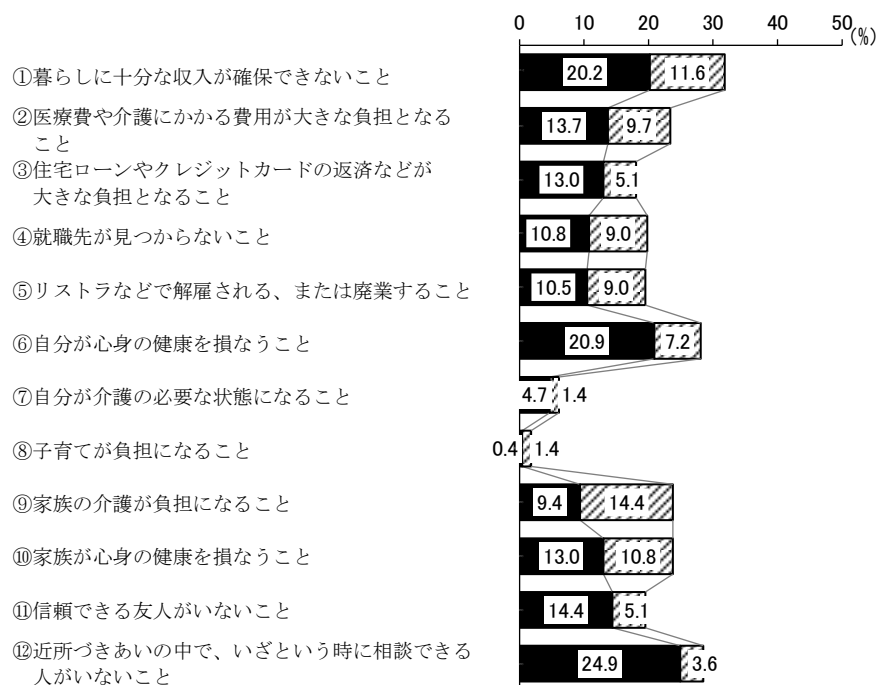 0 10 20 30 40 50
(%)
①暮らしに十分な収入が確保できないこと 20.2 11.6
②医療費や介護にかかる費用が大きな負担となる
こと 13.7 9.7
③住宅ローンやクレジットカードの返済などが
大きな負担となること 13.0 5.1
④就職先が見つからないこと 10.8 9.0
⑤リストラなどで解雇される、または廃業すること 10.5 9.0
⑥自分が心身の健康を損なうこと 20.9 7.2
⑦自分が介護の必要な状態になること 4.7 1.4
⑧子育てが負担になること 0.4 1.4
⑨家族の介護が負担になること 9.4 14.4
⑩家族が心身の健康を損なうこと 13.0 10.8
⑪信頼できる友人がいないこと 14.4 5.1
⑫近所づきあいの中で、いざという時に相談できる
人がいないこと 24.9 3.6